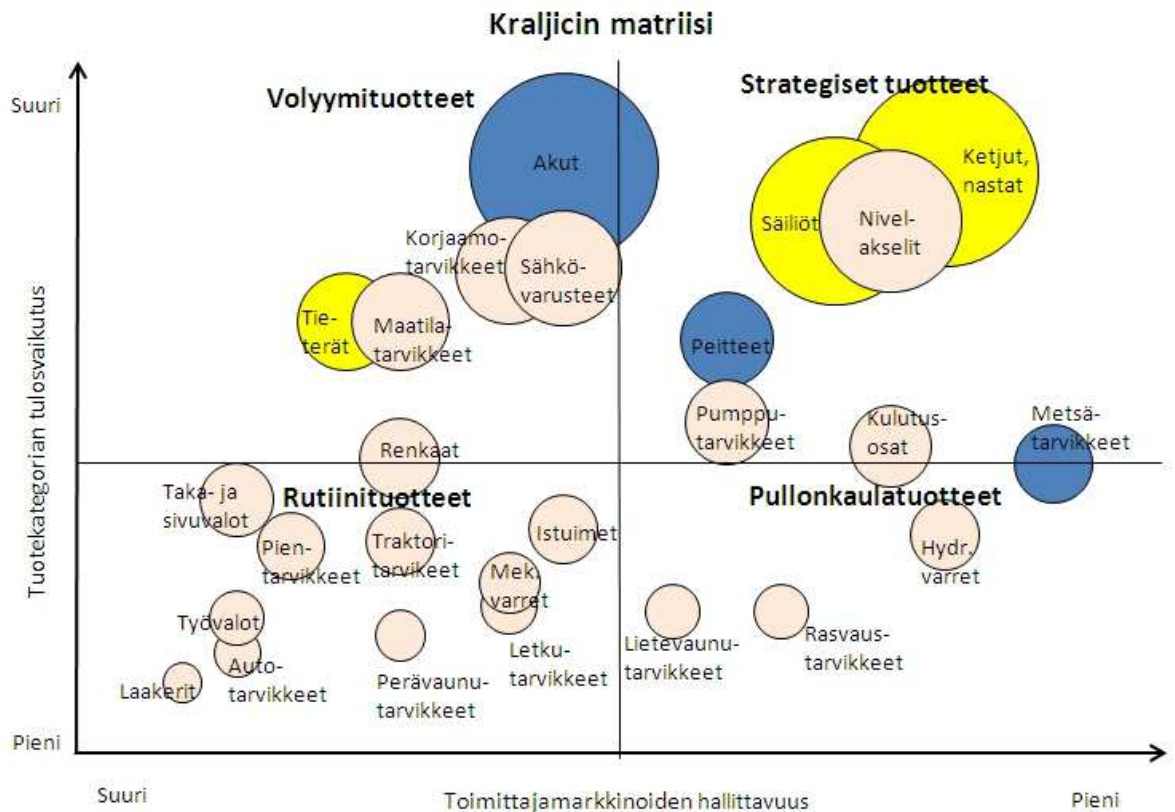 Kraljicin matriisi
Suuri
Volyymituotteet
Strategiset tuotteet
Akut
Ketjut,
nastat
Säiliöt
Nivel-
akselit
Korjaamo-
tarvikkeet
Sähkö-
varusteet
Tie-
terät
Maatila-
tarvikkeet
Peitteet
Pumppu-
tarvikkeet
Kulutus-
osat
Metsä-
tarvikkeet
Renkaat
Taka- ja
sivuvalot
Rutiinituotteet
Pullonkaulatuotteet
Pien-
tarvikkeet
Traktori-
tarvikeet
Istuimet
Hydr.
varret
Mek.
varret
Työvalot
Letku-
tarvikkeet
Lietevaunu-
tarvikkeet
Rasvaus-
tarvikkeet
Auto-
tarvikkeet
Laakerit
Perävaunu-
tarvikkeet
Tuotekategorian tulosvaikutus
Pieni
Suuri
Toimittajamarkkinoiden hallittavuus
Pieni